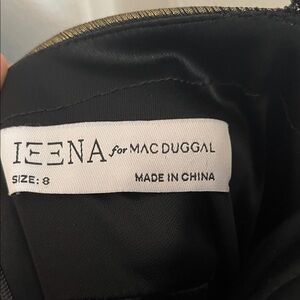 IEENA for MAC DUGGAL
SIZE: 8 MADE IN CHINA